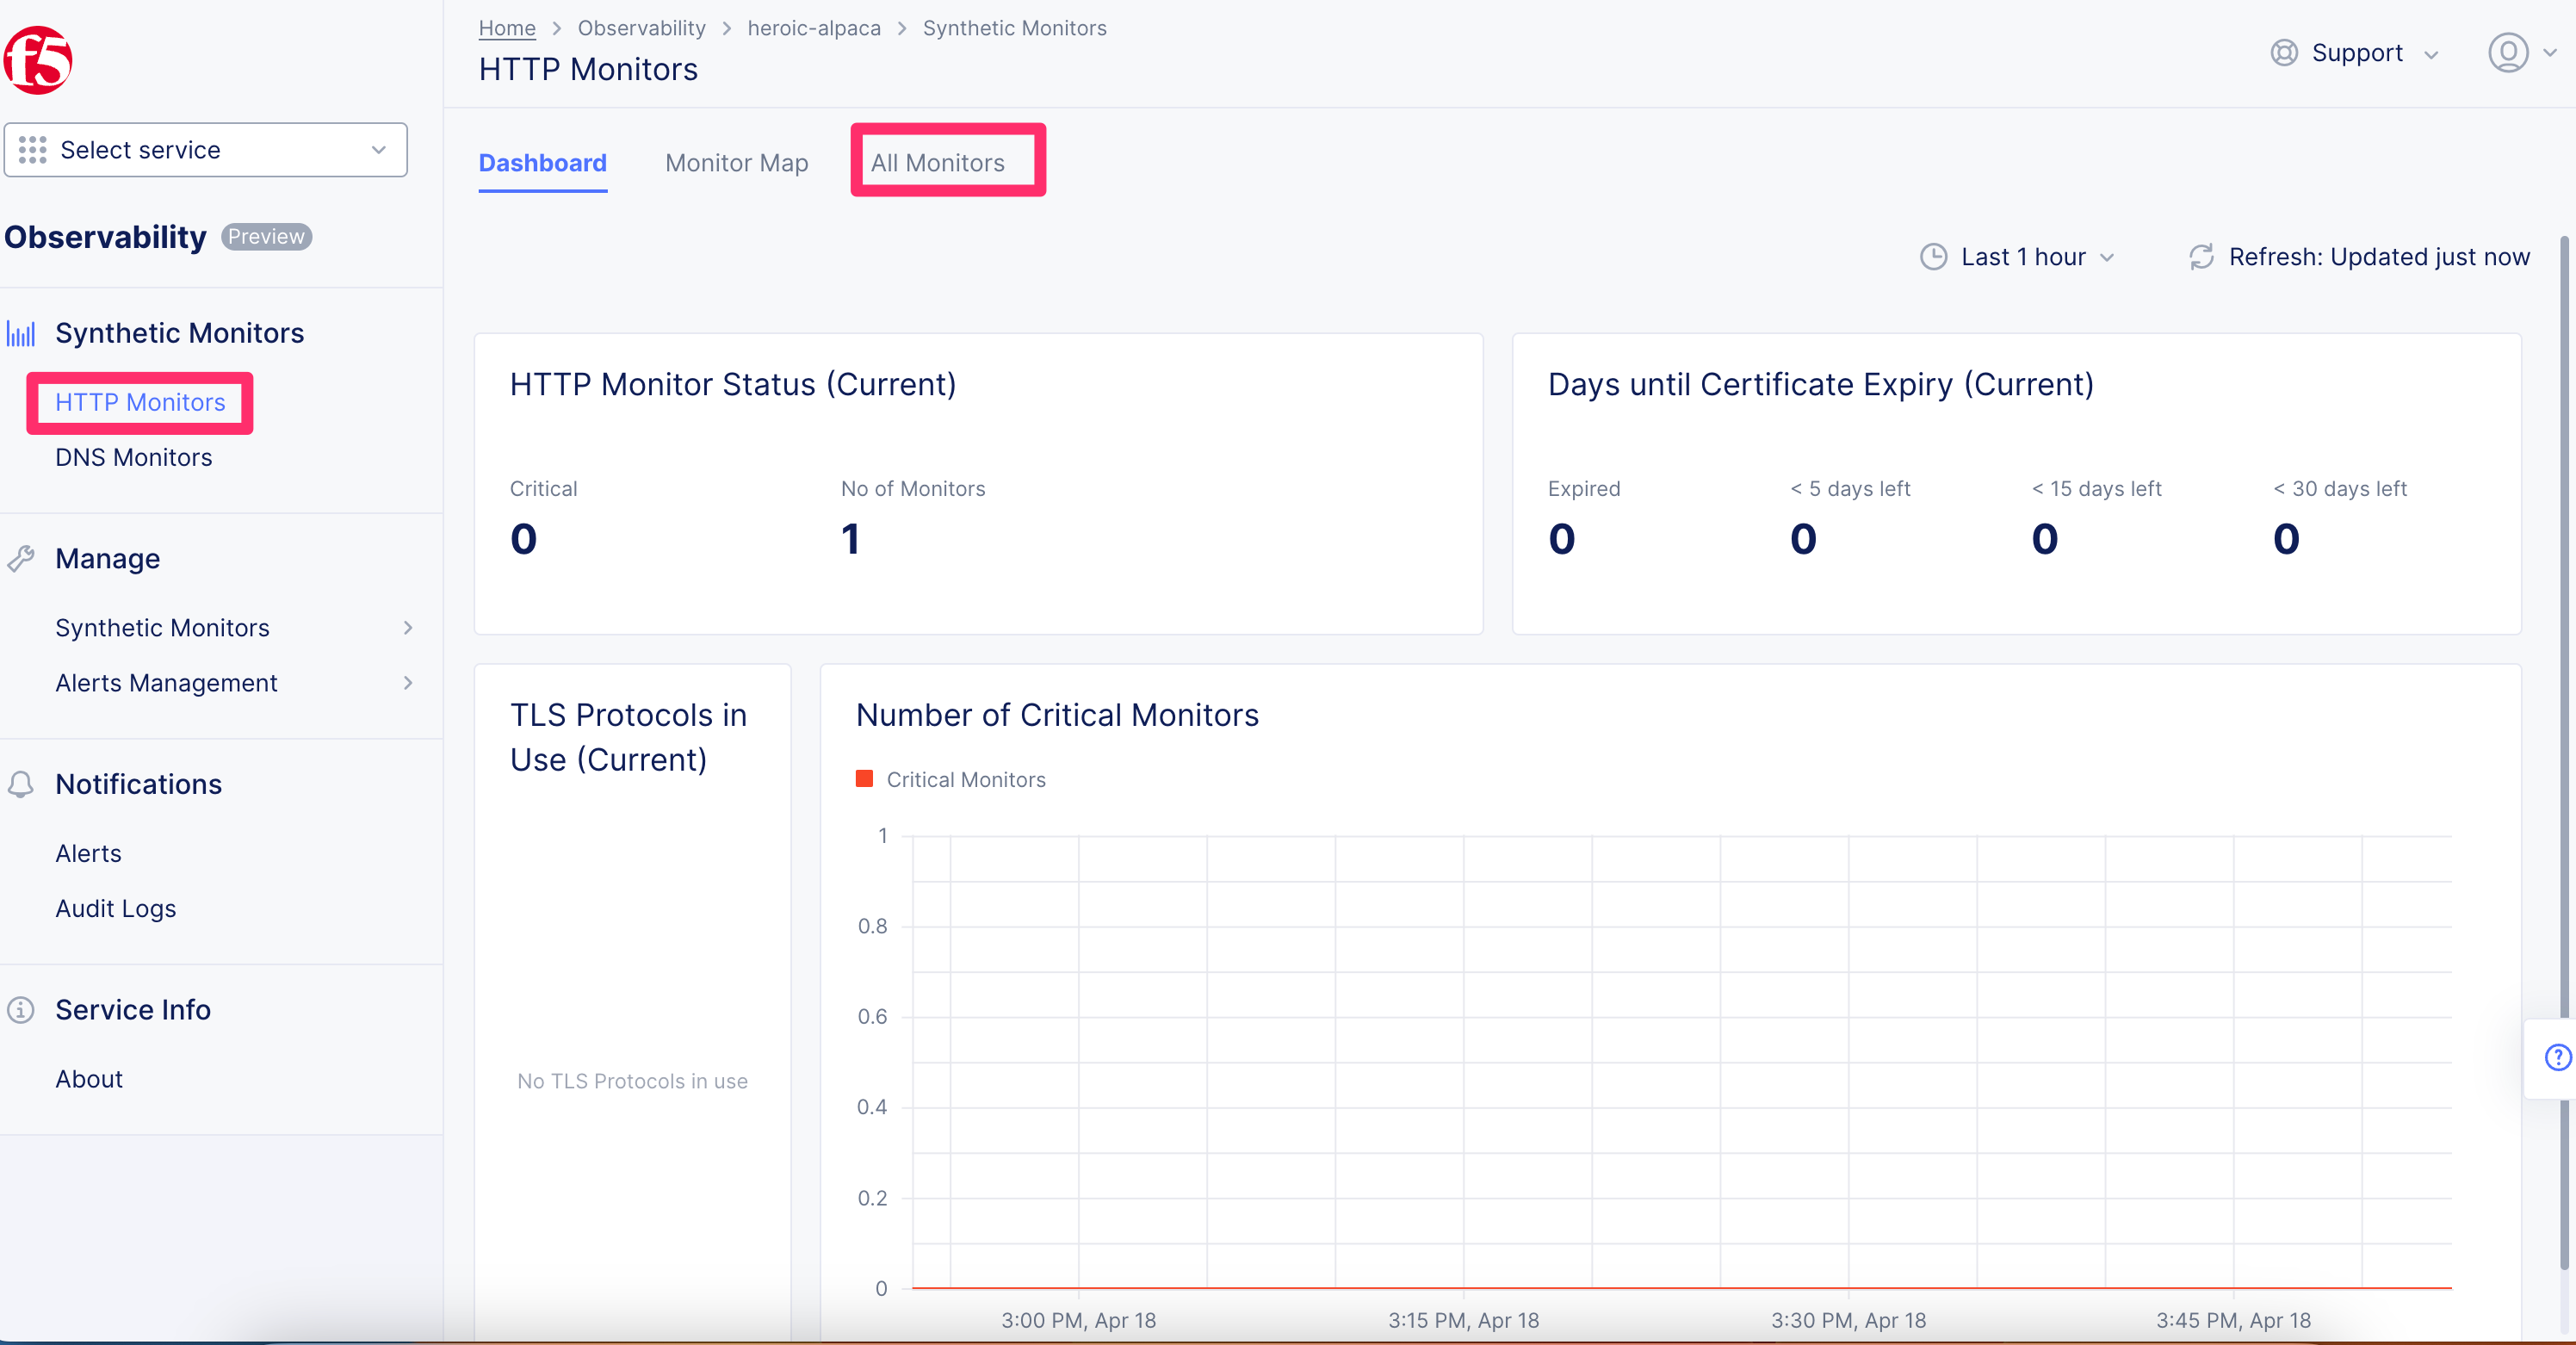 f5
Select service
Observability Preview
Synthetic Monitors
HTTP Monitors
DNS Monitors
Manage
Synthetic Monitors
Alerts Management
Notifications
Alerts
Audit Logs
Service Info
About
Home > Observability > heroic-alpaca > Synthetic Monitors
HTTP Monitors
Support
Dashboard Monitor Map All Monitors
Last 1 hour Refresh: Updated just now
HTTP Monitor Status (Current)
Critical No of Monitors
0 1
Days until Certificate Expiry (Current)
Expired < 5 days left < 15 days left < 30 days left
0 0 0 0
TLS Protocols in
Use (Current)
No TLS Protocols in use
Number of Critical Monitors
Critical Monitors
1
0.8
0.6
0.4
0.2
0
3:00 PM, Apr 18 3:15 PM, Apr 18 3:30 PM, Apr 18 3:45 PM, Apr 18